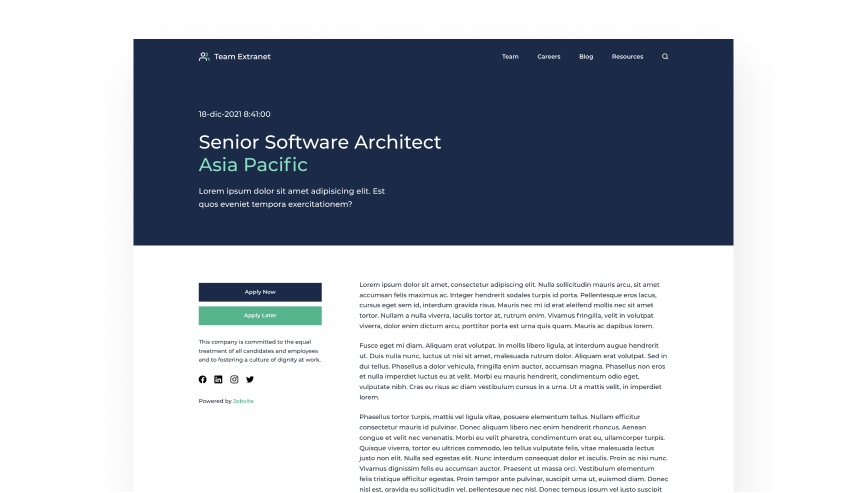 Team Extranet
Team Careers Blog Resources
18-dic-2021 8:41:00
Senior Software Architect
Asia Pacific
Lorem ipsum dolor sit amet adipisicing elit. Est
quos eveniet tempora exercitationem?
Apply Now
Apply Later
This company is committed to the equal
treatment of all candidates and employees
and to fostering a culture of dignity at work.
Powered by Jobvite
Lorem ipsum dolor sit amet, consectetur adipiscing elit. Nulla sollicitudin mauris arcu, sit amet
accumsan felis maximus ac. Integer hendrerit sodales turpis id porta. Pellentesque eros lacus,
cursus eget sem id, interdum gravida risus. Mauris nec mi id erat eleifend mollis nec sit amet
tortor. Nullam a nulla viverra, iaculis tortor at, rutrum enim. Vivamus fringilla, velit in volutpat
viverra, dolor enim dictum arcu, porttitor porta est urna quis quam. Mauris ac dapibus lorem.
Fusce eget mi diam. Aliquam erat volutpat. In mollis libero ligula, at interdum augue hendrerit
ut. Duis nulla nunc, luctus ut nisi sit amet, malesuada rutrum dolor. Aliquam erat volutpat. Sed in
dui tellus. Phasellus a dolor vehicula, fringilla enim auctor, accumsan magna. Phasellus non eros
et nulla imperdiet luctus eu at velit. Morbi eu mauris hendrerit, condimentum odio eget,
vulputate nibh. Cras eu risus ac diam vestibulum cursus in a urna. Ut a mattis velit, in imperdiet
lorem.
Phasellus tortor turpis, mattis vel ligula vitae, posuere elementum tellus. Nullam efficitur
consectetur mauris id pulvinar. Donec aliquam libero nec enim hendrerit rhoncus. Aenean
congue et velit nec venenatis. Morbi eu velit pharetra, condimentum erat eu, ullamcorper turpis.
Quisque viverra, tortor eu ultrices commodo, leo tellus vulputate felis, vitae malesuada lectus
justo non elit. Nulla sed egestas elit. Nunc interdum consequat dolor et iaculis. Proin ac nisi nunc.
Vivamus dignissim felis eu accumsan auctor. Praesent ut massa orci. Vestibulum elementum
felis tristique efficitur egestas. Proin tempor ante pulvinar, suscipit urna ut, euismod diam. Donec
nisl est, gravida eu sollicitudin vel, pellentesque nec nisl. Donec tempus ipsum vel justo suscipit